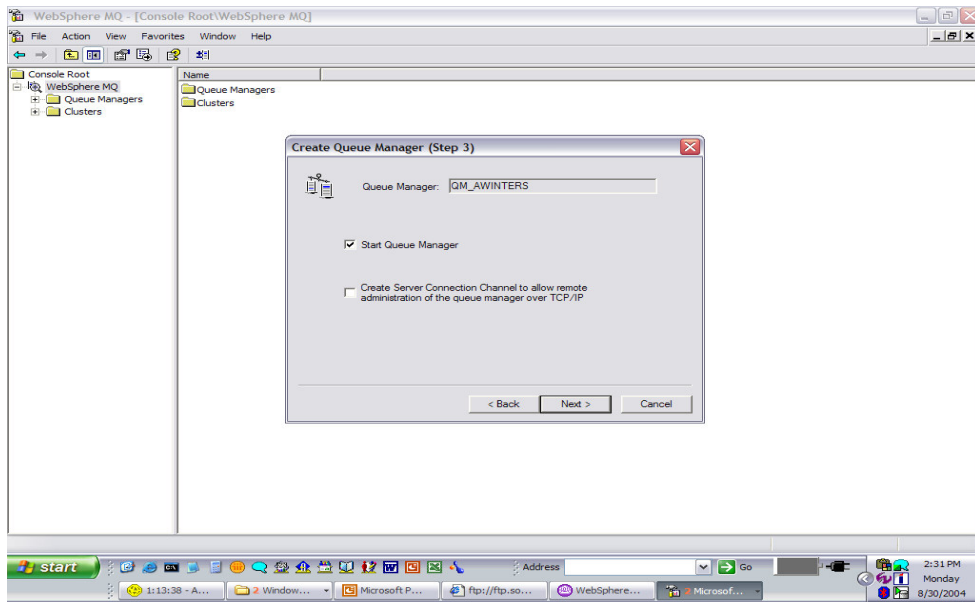 WebSphere MQ - [Console Root\WebSphere MQ]
File Action View Favorites Window Help
Console Root
WebSphere MQ
Queue Managers
Clusters
Name
Queue Managers
Clusters
Create Queue Manager (Step 3)
Queue Manager: QM_AWINTERS
Start Queue Manager
Create Server Connection Channel to allow remote
administration of the queue manager over TCP/IP
< Back Next > Cancel
start
Address
Go
2:31 PM
Monday
8/30/2004
1:13:38 - A...
2 Window...
Microsoft P...
ftp://ftp.so...
WebSphere...
2 Microsof...